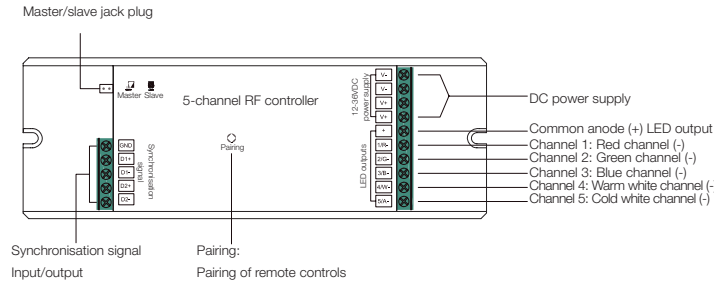 Master/slave jack plug
Master Slave
5-channel RF controller
Pairing
GND
D1+
D1-
D2+
D2-
Synchronisation
signal
12-36VDC
power supply
V-
V-
V+
V+
LED outputs
+
1/R-
2/G-
3/B-
4/W-
5/A-
DC power supply
Common anode (+) LED output
Channel 1: Red channel (-)
Channel 2: Green channel (-)
Channel 3: Blue channel (-)
Channel 4: Warm white channel (-
Channel 5: Cold white channel (-)
Synchronisation signal
Input/output
Pairing:
Pairing of remote controls